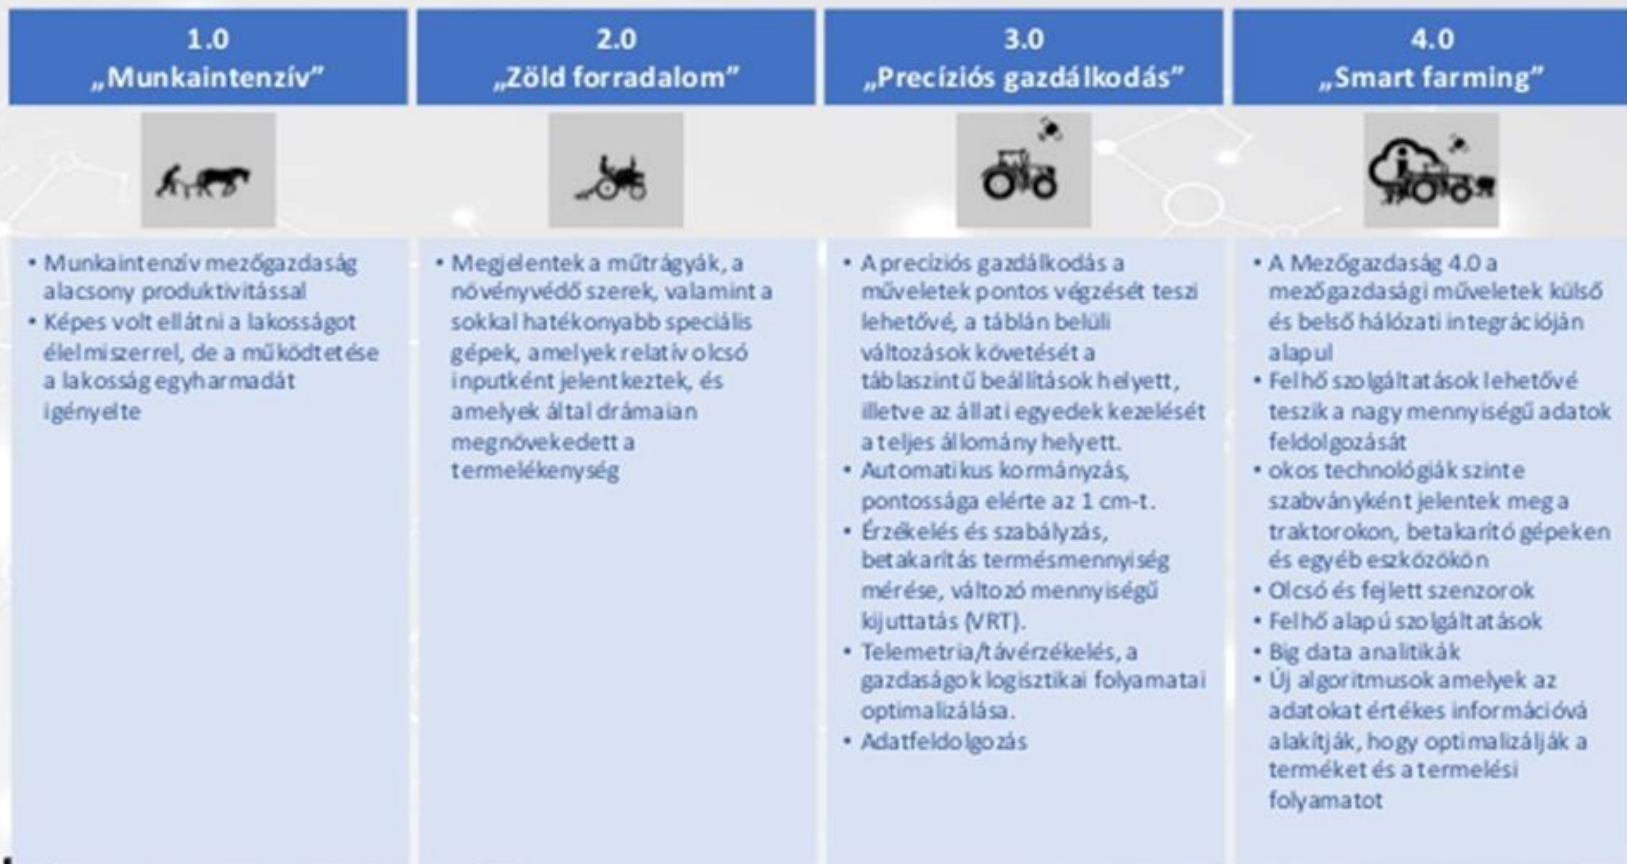 1.0
„Munkaintenzív”
2.0
„Zöld forradalom”
3.0
„Precíziós gazdálkodás”
4.0
„Smart farming”
• Munkaintenzív mezőgazdaság
alacsony produktivitással
• Képes volt ellátni a lakosságot
élelmiszerrel, de a működtetése
a lakosság egyharmadát
igényelte
• Megjelentek a műtrágyák, a
növényvédő szerek, valamint a
sokkal hatékonyabb speciális
gépek, amelyek relatív olcsó
inputként jelentkeztek, és
amelyek által drámaian
megnövekedett a
termelékenység
• A precíziós gazdálkodás a
műveletek pontos végzését teszi
lehetővé, a táblán belüli
változások követését a
táblaszintű beállítások helyett,
illetve az állati egyedek kezelését
a teljes állomány helyett.
• Automatikus kormányzás,
pontossága elérte az 1 cm-t.
• Érzékelés és szabályzás,
betakarítás termésmennyiség
mérése, változó mennyiségű
kijuttatás (VRT).
• Telemetria/távérzékelés, a
gazdaságok logisztikai folyamatai
optimalizálása.
• Adatfeldolgozás
• A Mezőgazdaság 4.0 a
mezőgazdasági műveletek külső
és belső hálózati integrációján
alapul
• Felhő szolgáltatások lehetővé
teszik a nagy mennyiségű adatok
feldolgozását
• okos technológiák szinte
szabványként jelentek meg a
traktorokon, betakarító gépeken
és egyéb eszközökön
• Olcsó és fejlett szenzorok
• Felhő alapú szolgáltatások
• Big data analitikák
• Új algoritmusok amelyek az
adatokat értékes információvá
alakítják, hogy optimalizálják a
terméket és a termelési
folyamatot